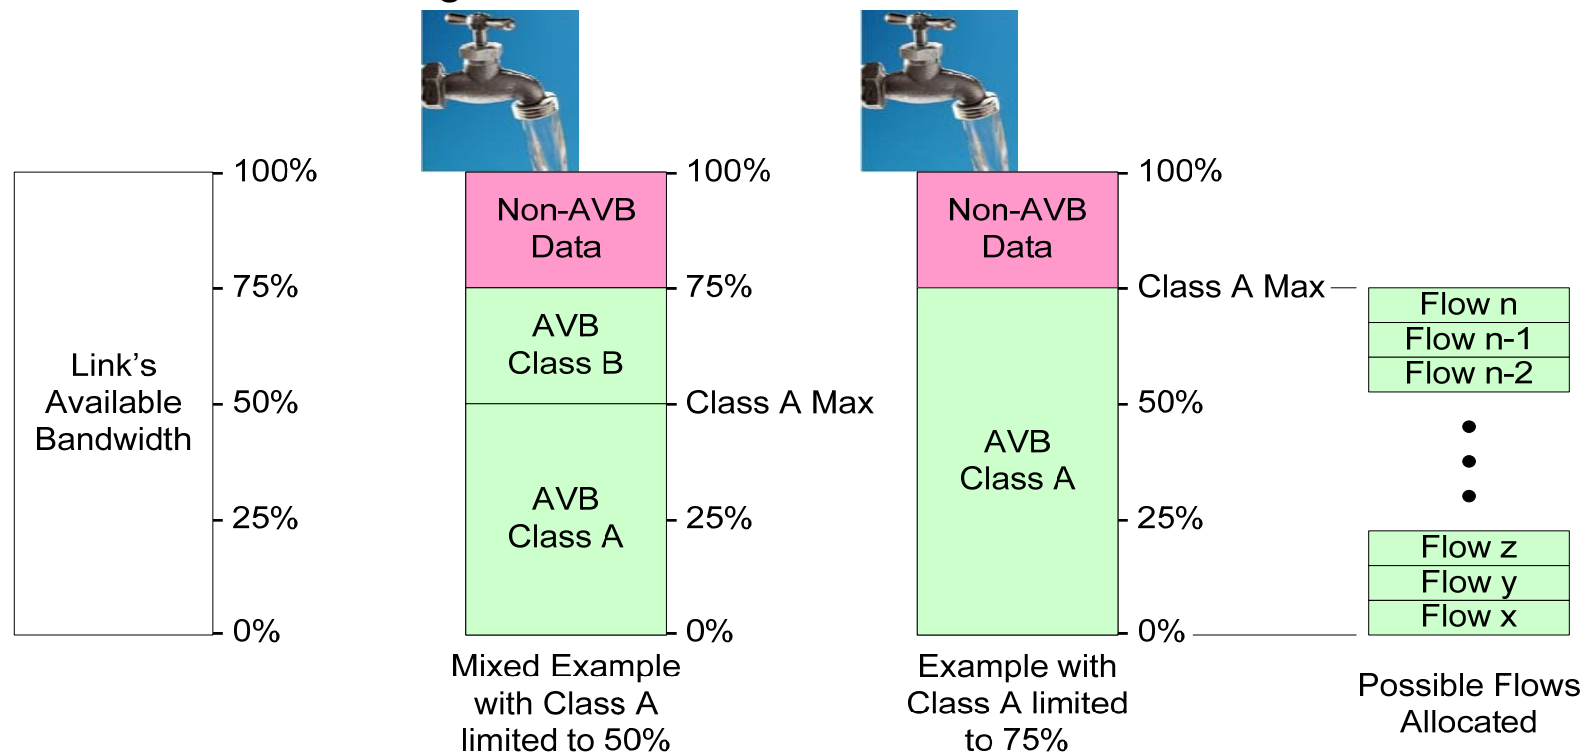 100%
75%
50%
25%
0%
Link's
Available
Bandwidth
Non-AVB
Data
AVB
Class B
AVB
Class A
100%
75%
Class A Max
25%
0%
Mixed Example
with Class A
limited to 50%
Non-AVB
Data
AVB
Class A
100%
Class A Max
50%
25%
0%
Example with
Class A limited
to 75%
Flow n
Flow n-1
Flow n-2
Flow z
Flow y
Flow x
Possible Flows
Allocated